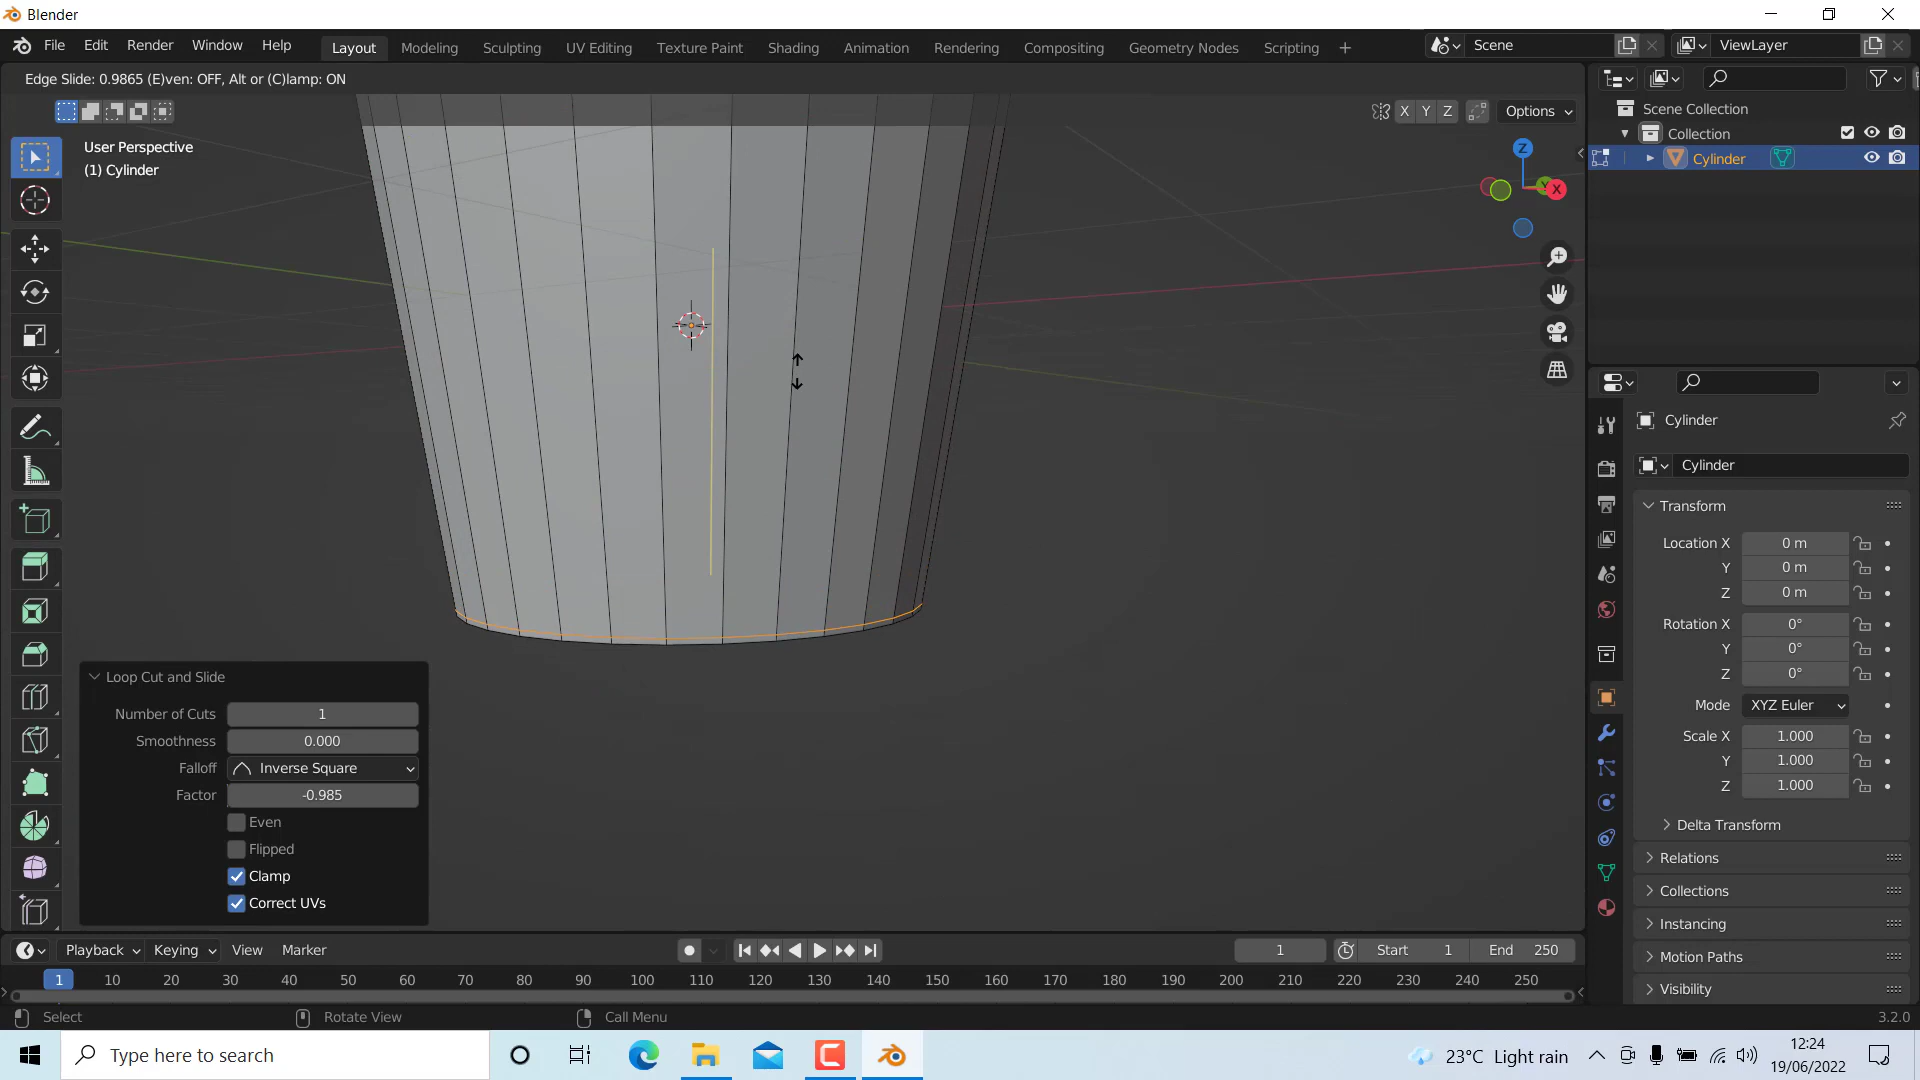 Blender
File Edit Render Window Help
Layout Modeling Sculpting UV Editing Texture Paint Shading Animation Rendering Compositing Geometry Nodes Scripting +
Scene
ViewLayer
Edge Slide: 0.9865 (E)ven: OFF, Alt or (C)lamp: ON
X Y Z Options
User Perspective
(1) Cylinder
Z
Y
X
Scene Collection
Collection
Cylinder
Cylinder
Cylinder
Transform
Location X 0 m
Y 0 m
Z 0 m
Rotation X 0°
Y 0°
Z 0°
Mode XYZ Euler
Scale X 1.000
Y 1.000
Z 1.000
Delta Transform
Relations
Collections
Instancing
Motion Paths
Visibility
Loop Cut and Slide
Number of Cuts 1
Smoothness 0.000
Falloff Inverse Square
Factor -0.985
Even
Flipped
Clamp
Correct UVs
Playback Keying View Marker
1 Start 1 End 250
1 10 20 30 40 50 60 70 80 90 100 110 120 130 140 150 160 170 180 190 200 210 220 230 240 250
Select Rotate View Call Menu 3.2.0
Type here to search
23°C Light rain
12:24
19/06/2022